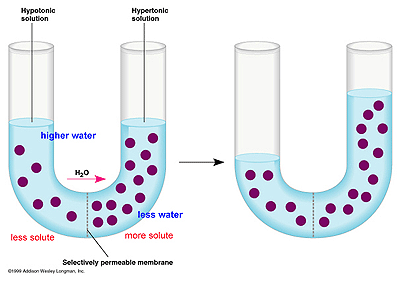 Hypotonic
solution
Hypertonic
solution
higher water
H₂O
less water
less solute
more solute
Selectively permeable membrane
©1999 Addison Wesley Longman, Inc.